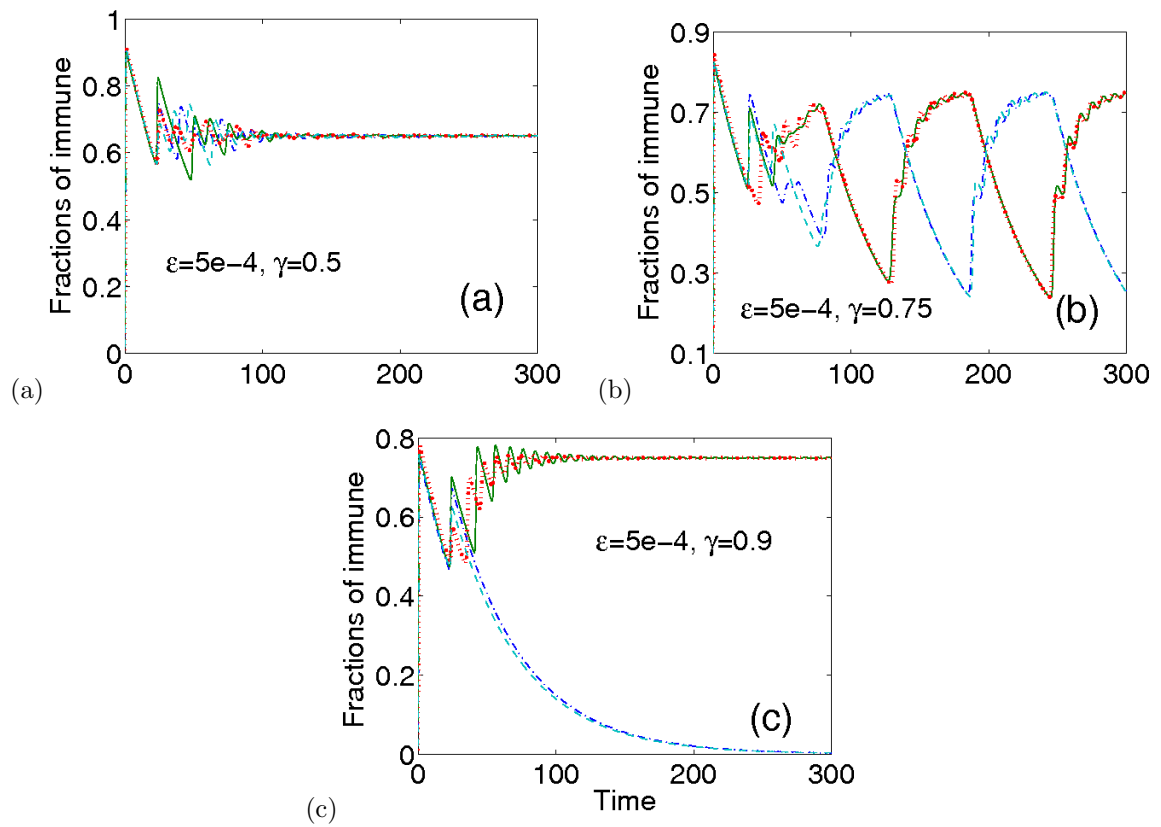 Fractions of immune
1
0.8
0.6
0.4
0.2
0
ε=5e−4, γ=0.5
(a)
0 100 200 300
(a)
Fractions of immune
0.9
0.7
0.5
0.3
0.1
ε=5e−4, γ=0.75
(b)
0 100 200 300
(b)
Fractions of immune
0.8
0.6
0.4
0.2
0
ε=5e−4, γ=0.9
(c)
0 100 200 300
Time
(c)